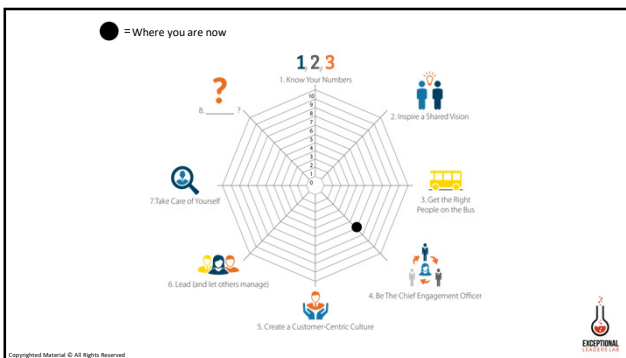 = Where you are now
1, 2, 3
1. Know Your Numbers
?
8. ______ ?
2. Inspire a Shared Vision
10
9
8
7
6
5
4
3
2
1
0
7.Take Care of Yourself
3. Get the Right
People on the Bus
6. Lead (and let others manage)
4. Be The Chief Engagement Officer
5. Create a Customer-Centric Culture
EXCEPTIONAL
LEADERS LAB
Copyrighted Material © All Rights Reserved